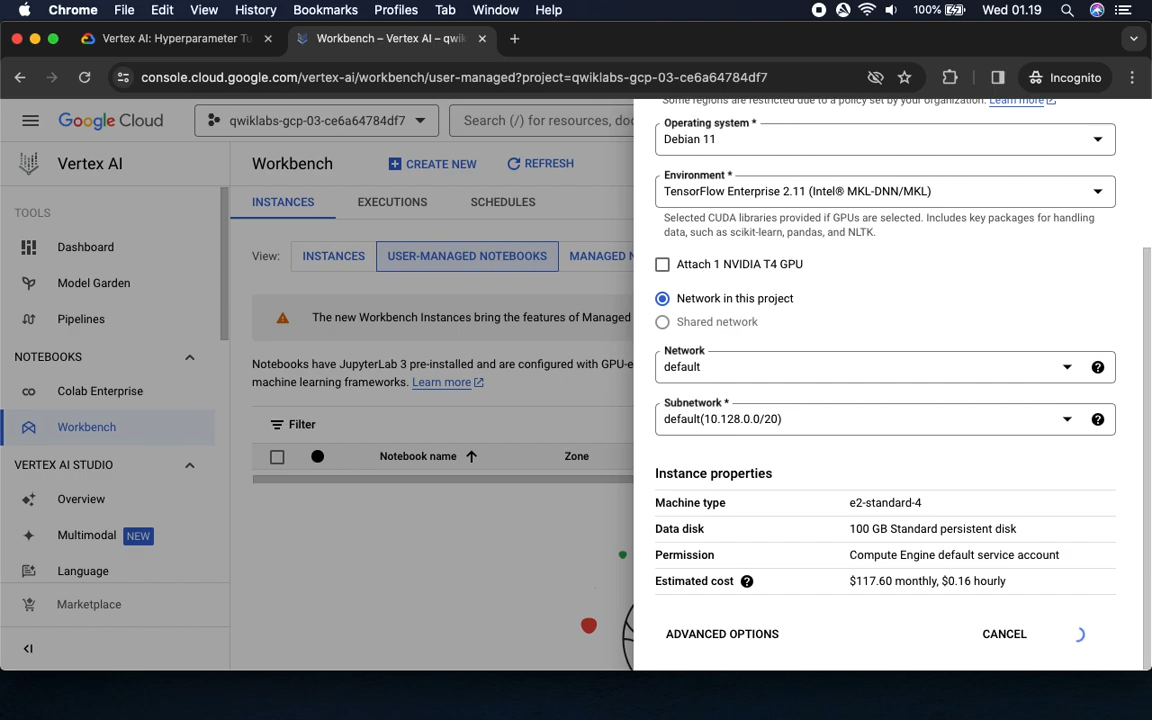 Chrome File Edit View History Bookmarks Profiles Tab Window Help 100% Wed 01.19
Vertex AI: Hyperparameter Tu
Workbench – Vertex AI – qwik
console.cloud.google.com/vertex-ai/workbench/user-managed?project=qwiklabs-gcp-03-ce6a64784df7
Incognito
Google Cloud
qwiklabs-gcp-03-ce6a64784df7
Search (/) for resources, doc
Vertex AI
Workbench
CREATE NEW
REFRESH
TOOLS
Dashboard
Model Garden
Pipelines
NOTEBOOKS
Colab Enterprise
Workbench
VERTEX AI STUDIO
Overview
Multimodal NEW
Language
Marketplace
INSTANCES EXECUTIONS SCHEDULES
View: INSTANCES USER-MANAGED NOTEBOOKS MANAGED N
The new Workbench Instances bring the features of Managed
Notebooks have JupyterLab 3 pre-installed and are configured with GPU-e
machine learning frameworks. Learn more
Filter
Notebook name Zone
Some regions are restricted due to a policy set by your organization. Learn more
Operating system *
Debian 11
Environment *
TensorFlow Enterprise 2.11 (Intel® MKL-DNN/MKL)
Selected CUDA libraries provided if GPUs are selected. Includes key packages for handling
data, such as scikit-learn, pandas, and NLTK.
Attach 1 NVIDIA T4 GPU
Network in this project
Shared network
Network
default
Subnetwork *
default(10.128.0.0/20)
Instance properties
Machine type e2-standard-4
Data disk 100 GB Standard persistent disk
Permission Compute Engine default service account
Estimated cost $117.60 monthly, $0.16 hourly
ADVANCED OPTIONS CANCEL